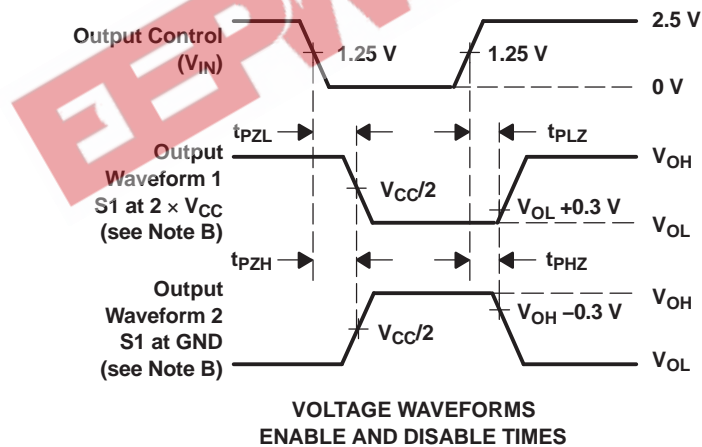 EEPW
2.5 V
Output Control
(VIN)
1.25 V
1.25 V
0 V
tPZL
tPLZ
Output
Waveform 1
S1 at 2 × VCC
(see Note B)
VOH
VCC/2
VOL +0.3 V
VOL
tPZH
tPHZ
Output
Waveform 2
S1 at GND
(see Note B)
VOH
VOH −0.3 V
VCC/2
VOL
VOLTAGE WAVEFORMS
ENABLE AND DISABLE TIMES